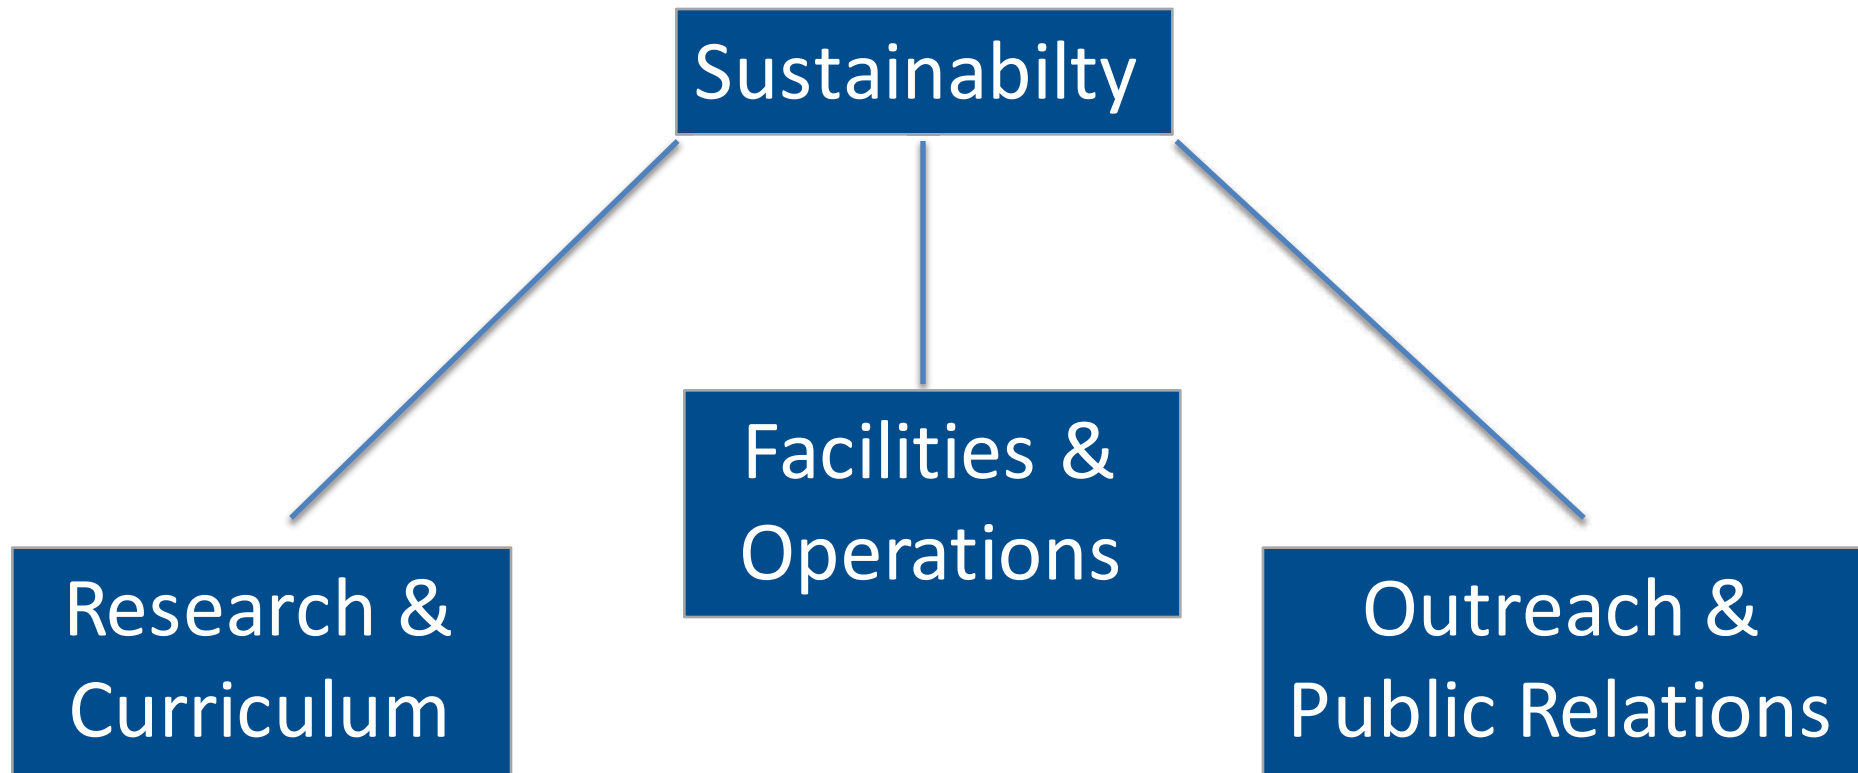 Sustainabilty
Facilities &
Operations
Research &
Curriculum
Outreach &
Public Relations